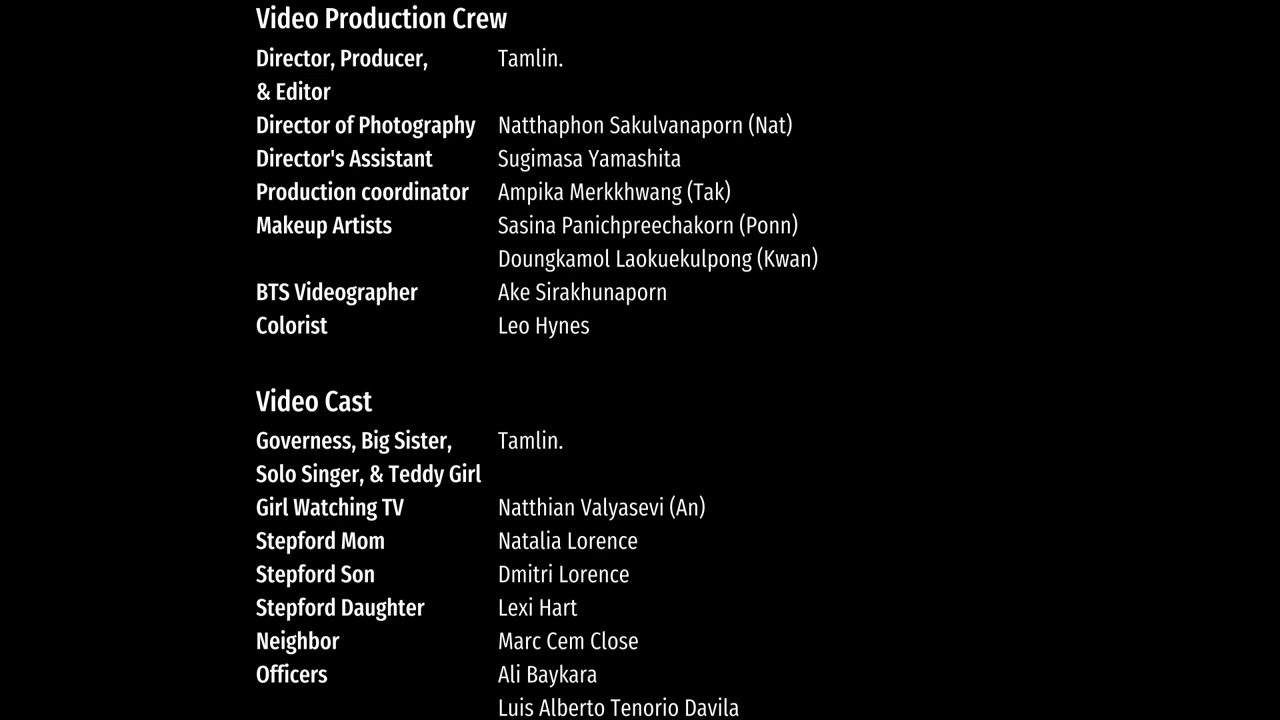 Video Production Crew
Director, Producer, Tamlin.
& Editor
Director of Photography Natthaphon Sakulvanaporn (Nat)
Director's Assistant Sugimasa Yamashita
Production coordinator Ampika Merkkhwang (Tak)
Makeup Artists Sasina Panichpreechakorn (Ponn)
Doungkamol Laokuekulpong (Kwan)
BTS Videographer Ake Sirakhunaporn
Colorist Leo Hynes
Video Cast
Governess, Big Sister, Tamlin.
Solo Singer, & Teddy Girl
Girl Watching TV Natthian Valyasevi (An)
Stepford Mom Natalia Lorence
Stepford Son Dmitri Lorence
Stepford Daughter Lexi Hart
Neighbor Marc Cem Close
Officers Ali Baykara
Luis Alberto Tenorio Davila